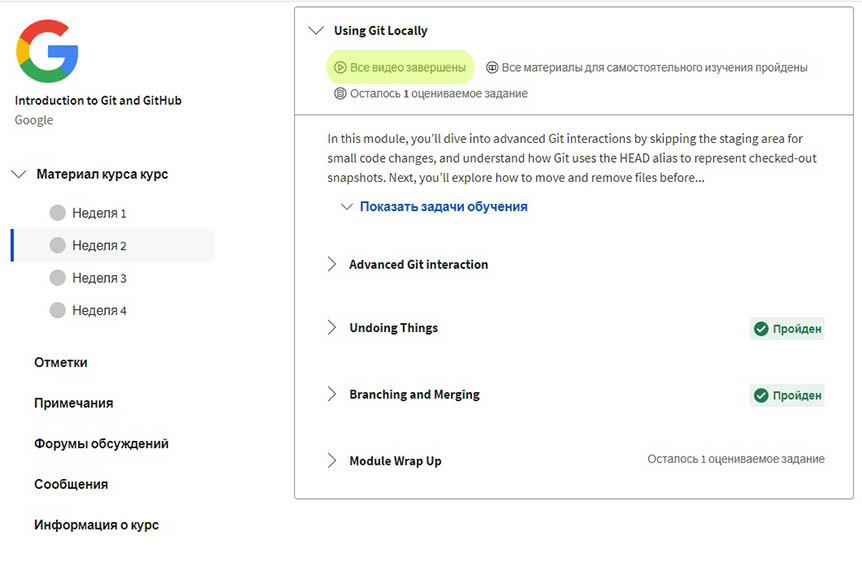 Introduction to Git and GitHub
Google
Материал курса курс
Неделя 1
Неделя 2
Неделя 3
Неделя 4
Отметки
Примечания
Форумы обсуждений
Сообщения
Информация о курс
Using Git Locally
Все видео завершены Все материалы для самостоятельного изучения пройдены
Осталось 1 оцениваемое задание
In this module, you'll dive into advanced Git interactions by skipping the staging area for
small code changes, and understand how Git uses the HEAD alias to represent checked-out
snapshots. Next, you'll explore how to move and remove files before...
Показать задачи обучения
Advanced Git interaction
Undoing Things Пройден
Branching and Merging Пройден
Module Wrap Up Осталось 1 оцениваемое задание